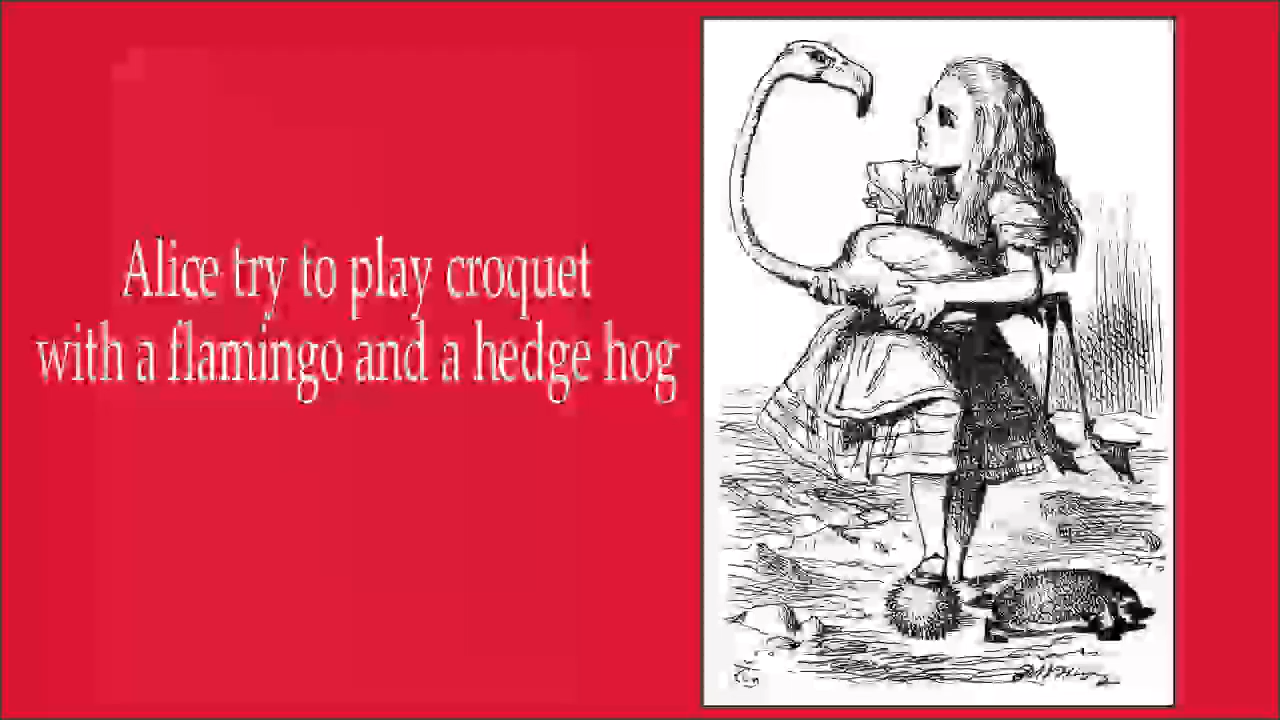 Alice try to play croquet
with a flamingo and a hedge hog